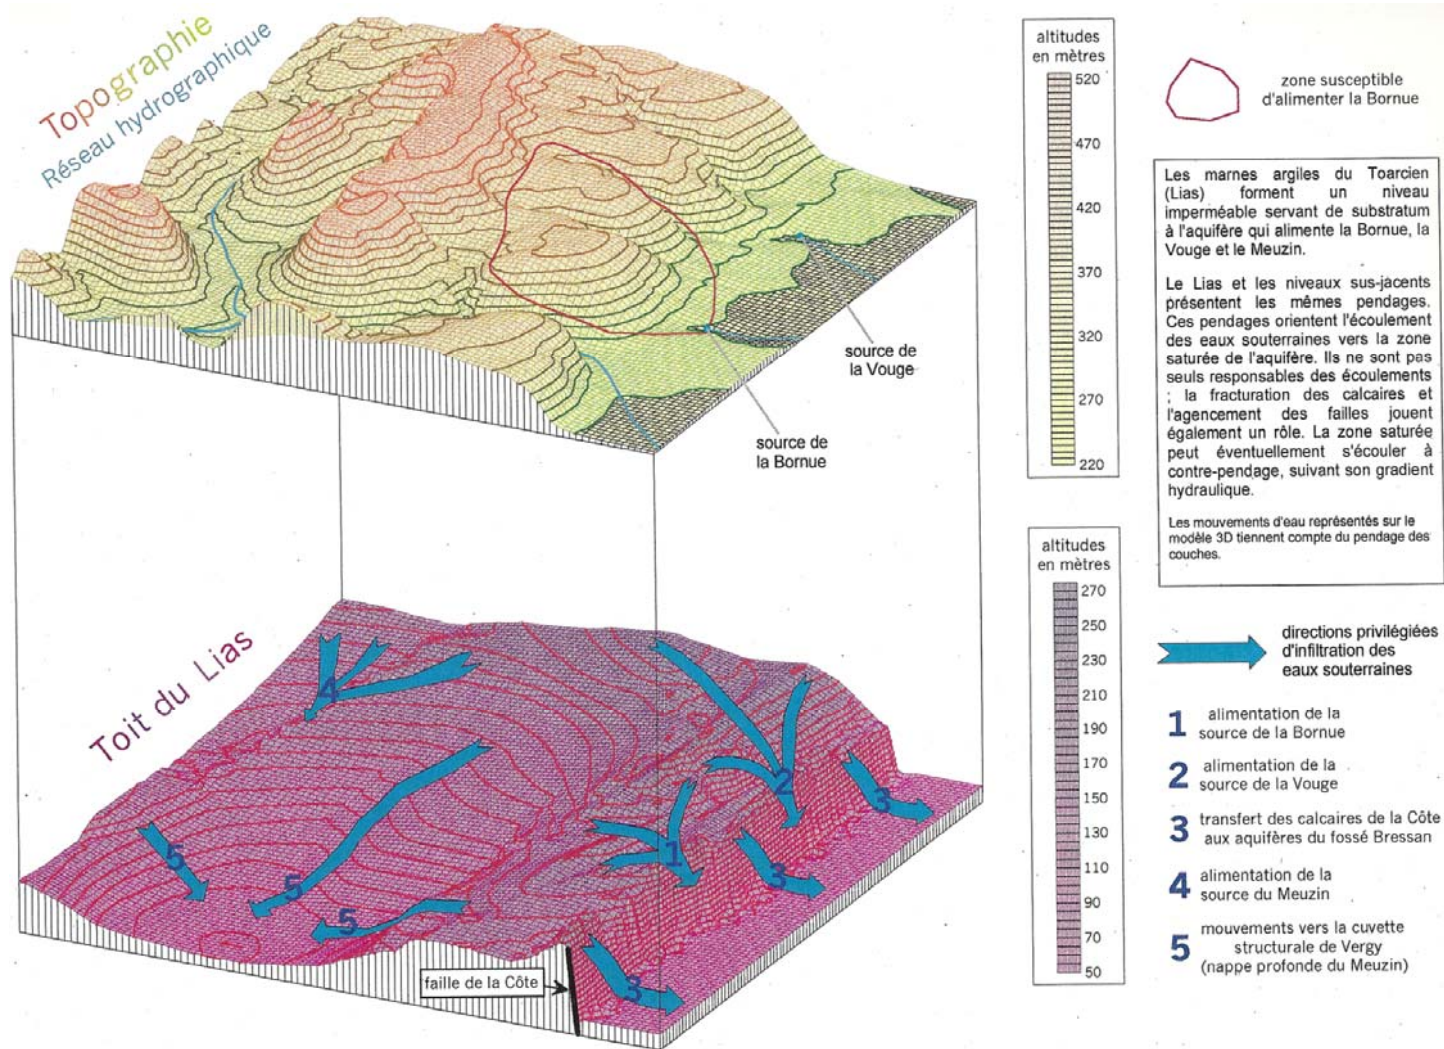 Topographie
Réseau hydrographique
source de
la Vouge
source de
la Bornue
altitudes
en mètres
520
470
420
370
320
270
220
zone susceptible
d'alimenter la Bornue
Les marnes argiles du Toarcien
(Lias) forment un niveau
imperméable servant de substratum
à l'aquifère qui alimente la Bornue, la
Vouge et le Meuzin.
Le Lias et les niveaux sus-jacents
présentent les mêmes pendages.
Ces pendages orientent l'écoulement
des eaux souterraines vers la zone
saturée de l'aquifère. Ils ne sont pas
seuls responsables des écoulements
; la fracturation des calcaires et
l'agencement des failles jouent
également un rôle. La zone saturée
peut éventuellement s'écouler à
contre-pendage, suivant son gradient
hydraulique.
Les mouvements d'eau représentés sur le
modèle 3D tiennent compte du pendage des
couches.
Toit du Lias
4
2
3
1
3
5
5
5
3
faille de la Côte
altitudes
en mètres
270
250
230
210
190
170
150
130
110
90
70
50
directions privilégiées
d'infiltration des
eaux souterraines
1 alimentation de la
source de la Bornue
2 alimentation de la
source de la Vouge
3 transfert des calcaires de la Côte
aux aquifères du fossé Bressan
4 alimentation de la
source du Meuzin
5 mouvements vers la cuvette
structurale de Vergy
(nappe profonde du Meuzin)